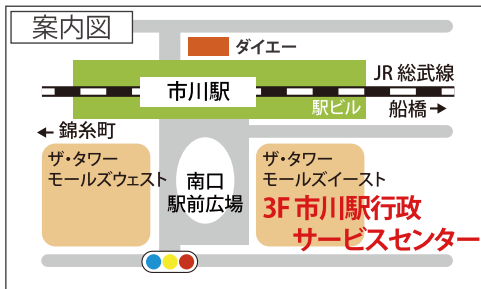 案内図
ダイエー
JR 総武線
市川駅
駅ビル
船橋→
←錦糸町
ザ・タワー
モールズウェスト
南口
駅前広場
ザ・タワー
モールズイースト
3F 市川駅行政
サービスセンター